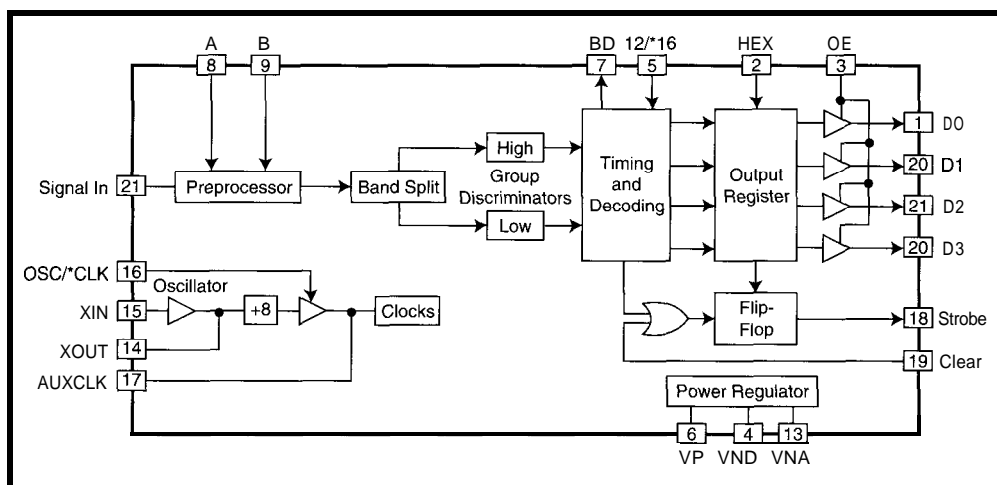 A B BD 12/*16 HEX OE
8 9 7 5 2 3
1 D0
High
Signal In 21 Preprocessor Band Split Group Discriminators Timing and Decoding Output Register 20 D1
Low
21 D2
20 D3
OSC/*CLK 16
Oscillator
XIN 15 +8 Clocks Flip-Flop 18 Strobe
XOUT 14
19 Clear
AUXCLK 17
Power Regulator
6 4 13
VP VND VNA